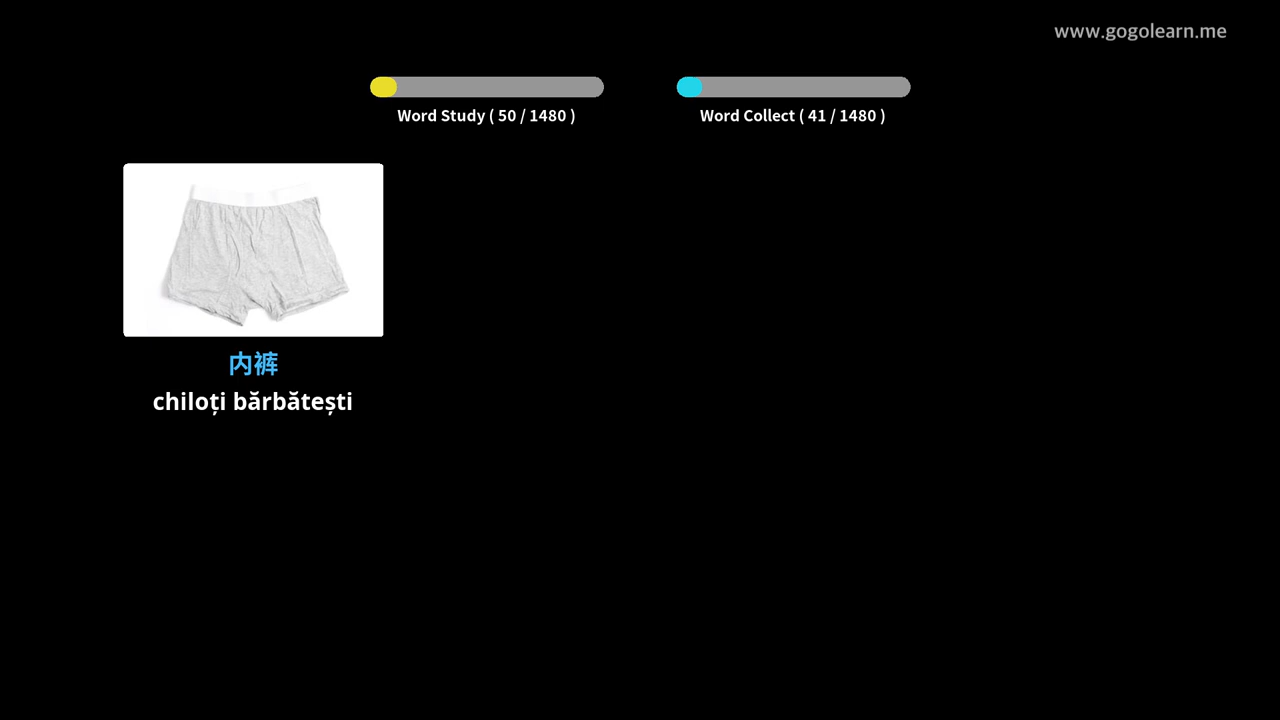 www.gogolearn.me
Word Study ( 50 / 1480 )
Word Collect ( 41 / 1480 )
内裤
chiloți bărbătești